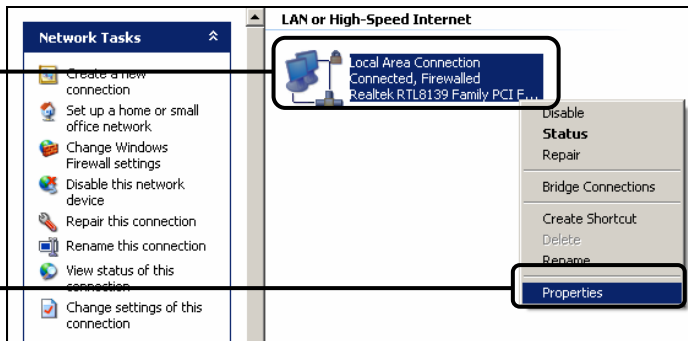 Network Tasks
Create a new
connection
Set up a home or small
office network
Change Windows
Firewall settings
Disable this network
device
Repair this connection
Rename this connection
View status of this
connection
Change settings of this
connection
LAN or High-Speed Internet
Local Area Connection
Connected, Firewalled
Realtek RTL8139 Family PCI F...
Disable
Status
Repair
Bridge Connections
Create Shortcut
Delete
Rename
Properties